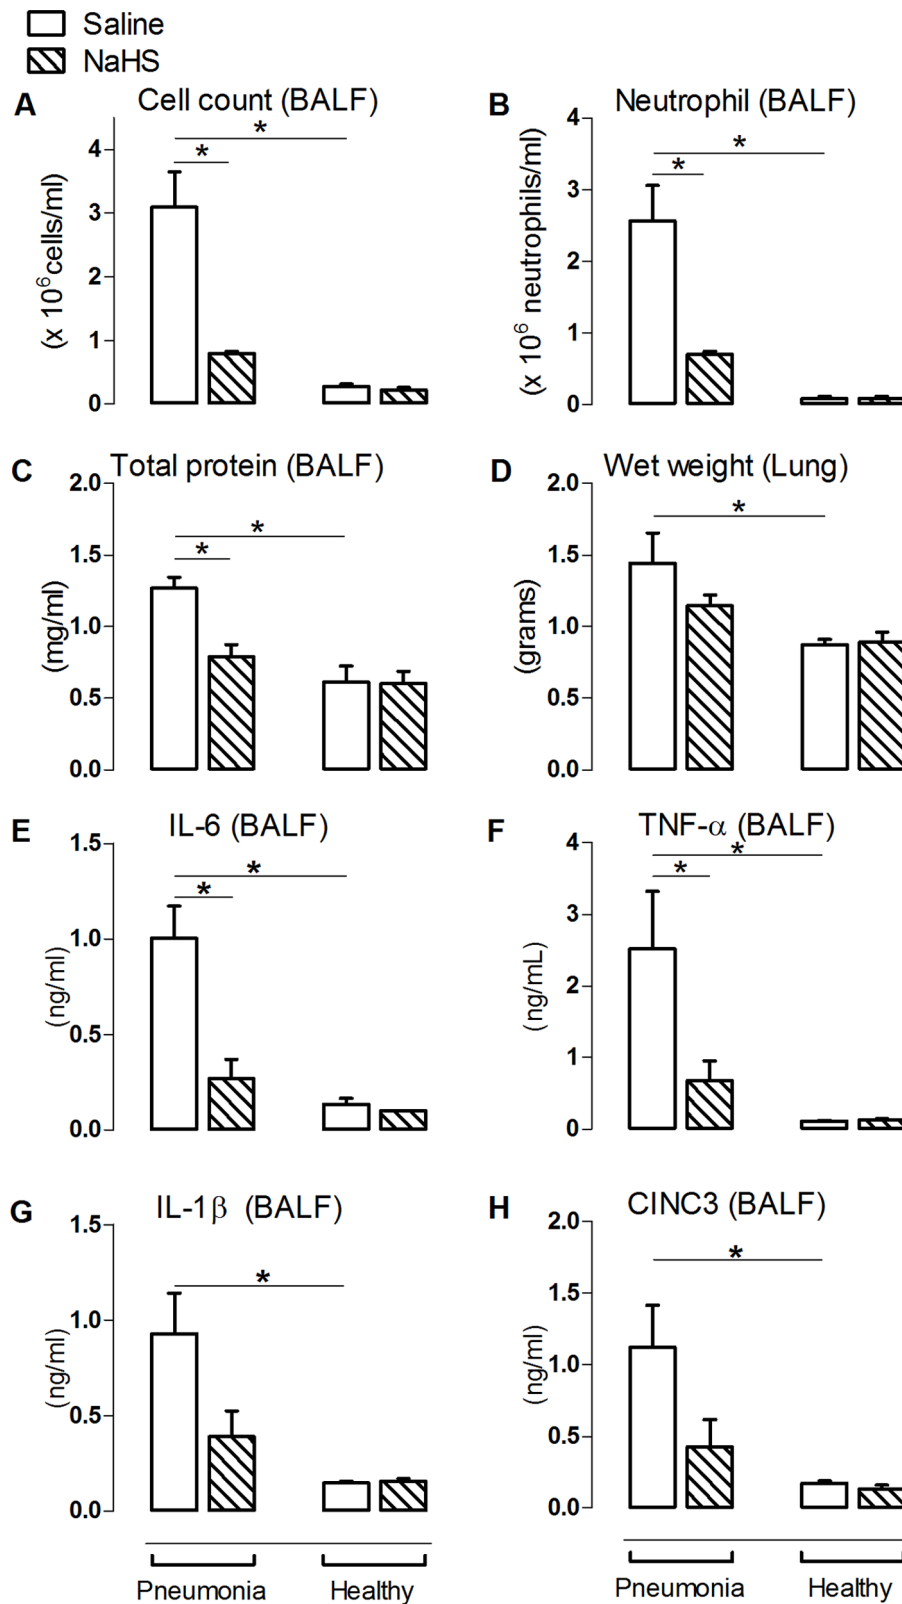 Saline
NaHS
A Cell count (BALF)
(x 10⁶cells/ml)
4
3
2
1
0
*
*
B Neutrophil (BALF)
(x 10⁶ neutrophils/ml)
4
3
2
1
0
*
*
C Total protein (BALF)
(mg/ml)
2.0
1.5
1.0
0.5
0.0
*
*
D Wet weight (Lung)
(grams)
2.0
1.5
1.0
0.5
0.0
*
E IL-6 (BALF)
(ng/ml)
1.5
1.0
0.5
0.0
*
*
F TNF-α (BALF)
(ng/mL)
4
3
2
1
0
*
*
G IL-1β (BALF)
(ng/ml)
1.5
1.0
0.5
0.0
*
Pneumonia Healthy
H CINC3 (BALF)
(ng/ml)
2.0
1.5
1.0
0.5
0.0
*
Pneumonia Healthy